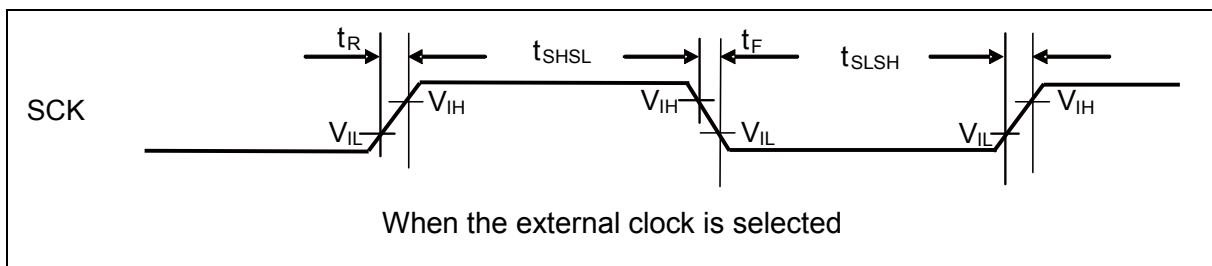 tR tSHSL tF tSLSH
SCK
VIH VIH VIH
VIL VIL VIL
When the external clock is selected